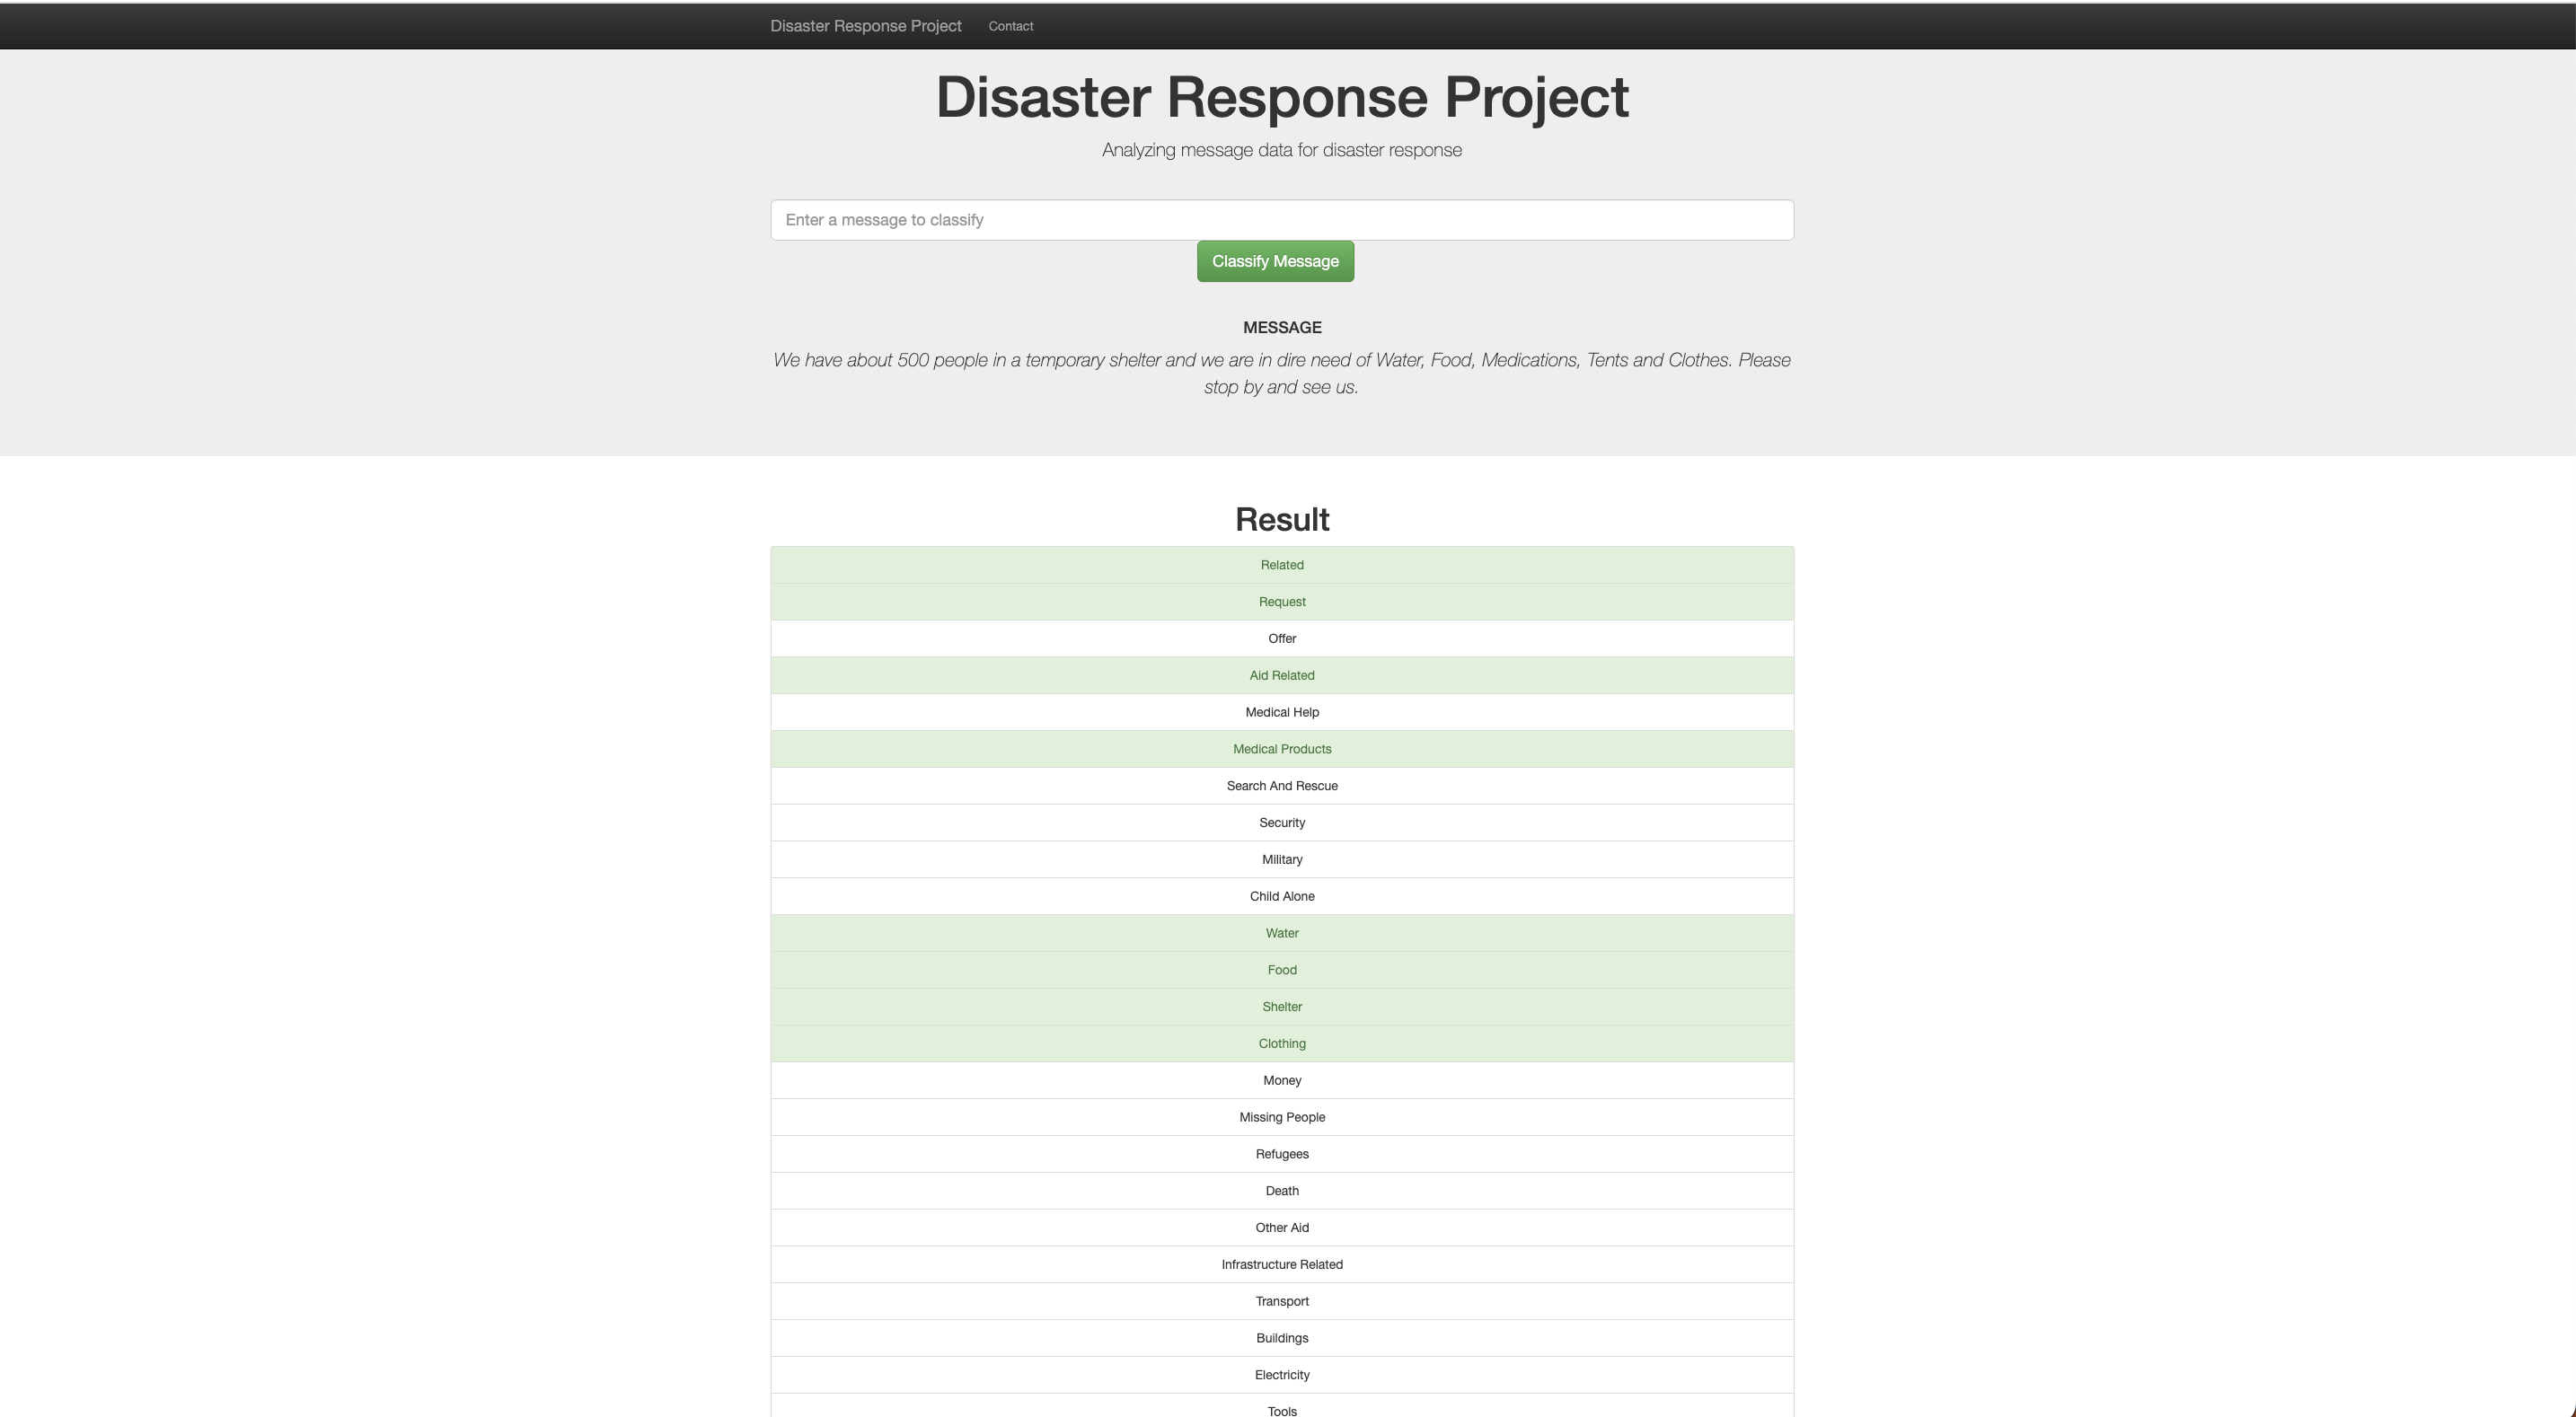 Disaster Response Project Contact
Disaster Response Project
Analyzing message data for disaster response
Enter a message to classify
Classify Message
MESSAGE
We have about 500 people in a temporary shelter and we are in dire need of Water, Food, Medications, Tents and Clothes. Please
stop by and see us.
Result
Related
Request
Offer
Aid Related
Medical Help
Medical Products
Search And Rescue
Security
Military
Child Alone
Water
Food
Shelter
Clothing
Money
Missing People
Refugees
Death
Other Aid
Infrastructure Related
Transport
Buildings
Electricity
Tools